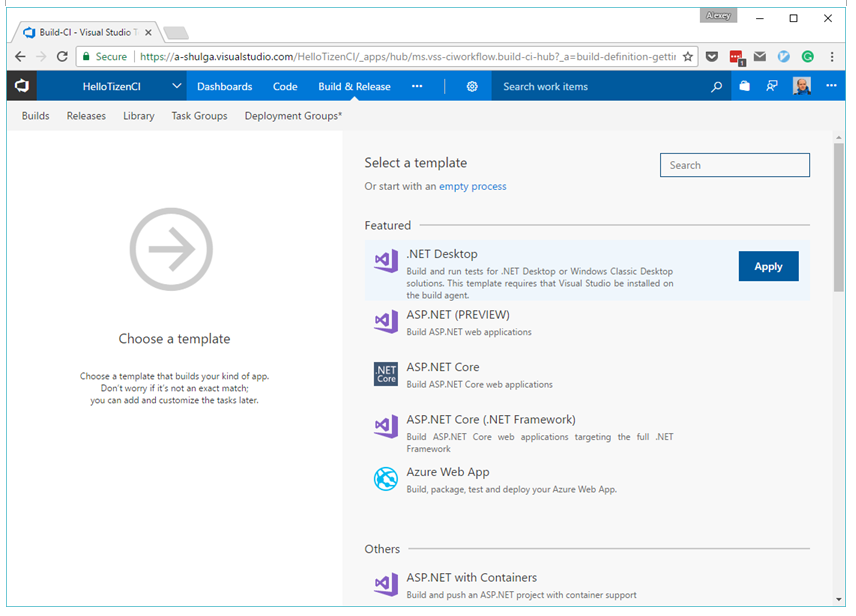 Alexey
Build-CI - Visual Studio T
Secure https://a-shulga.visualstudio.com/HelloTizenCI/_apps/hub/ms.vss-ciworkflow.build-ci-hub?_a=build-definition-gettin
1
HelloTizenCI Dashboards Code Build & Release ... Search work items ...
Builds Releases Library Task Groups Deployment Groups*
Select a template
Search
Or start with an empty process
Featured
.NET Desktop
Build and run tests for .NET Desktop or Windows Classic Desktop
solutions. This template requires that Visual Studio be installed on
the build agent.
Apply
ASP.NET (PREVIEW)
Build ASP.NET web applications
.NET
Core
ASP.NET Core
Build ASP.NET Core web applications
ASP.NET Core (.NET Framework)
Build ASP.NET Core web applications targeting the full .NET
Framework
Azure Web App
Build, package, test and deploy your Azure Web App.
Others
ASP.NET with Containers
Build and push an ASP.NET project with container support
Choose a template
Choose a template that builds your kind of app.
Don't worry if it's not an exact match;
you can add and customize the tasks later.